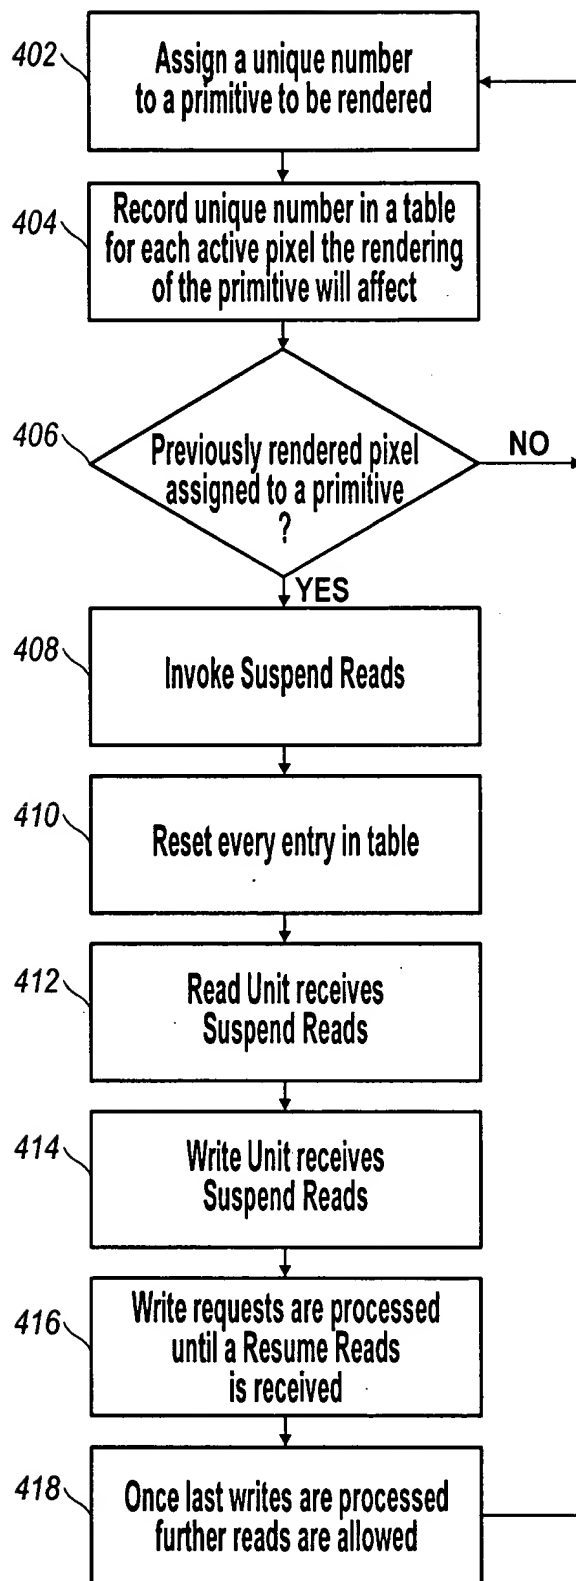 402
Assign a unique number
to a primitive to be rendered
404
Record unique number in a table
for each active pixel the rendering
of the primitive will affect
406
Previously rendered pixel
assigned to a primitive
?
NO
YES
408
Invoke Suspend Reads
410
Reset every entry in table
412
Read Unit receives
Suspend Reads
414
Write Unit receives
Suspend Reads
416
Write requests are processed
until a Resume Reads
is received
418
Once last writes are processed
further reads are allowed